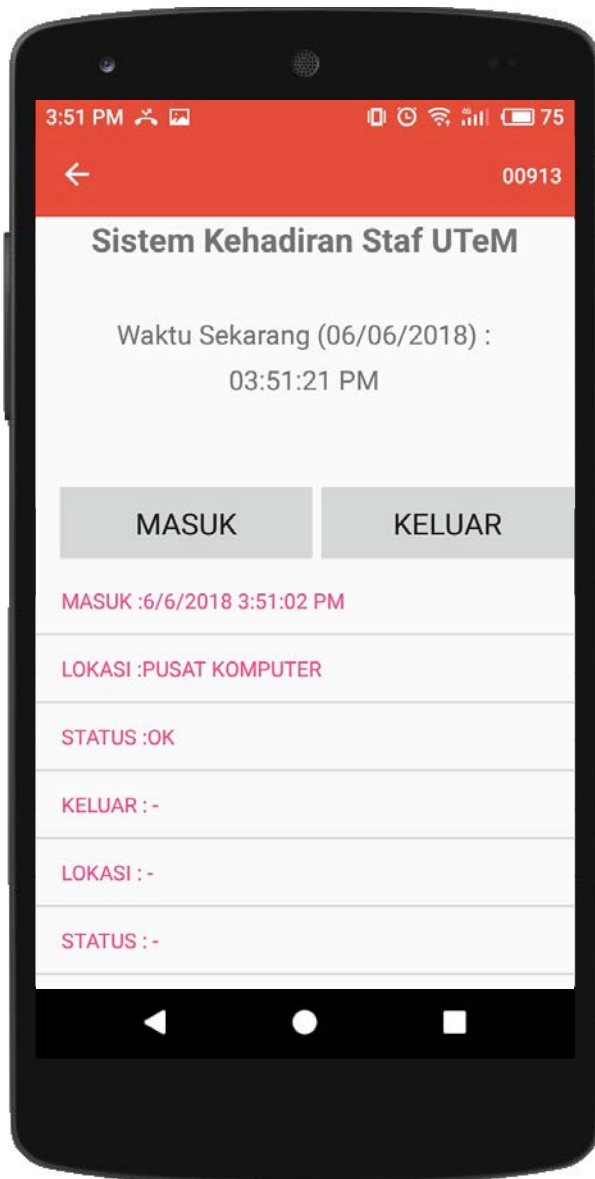 3:51 PM 75
00913
Sistem Kehadiran Staf UTeM
Waktu Sekarang (06/06/2018) :
03:51:21 PM
MASUK KELUAR
MASUK :6/6/2018 3:51:02 PM
LOKASI :PUSAT KOMPUTER
STATUS :OK
KELUAR : -
LOKASI : -
STATUS : -